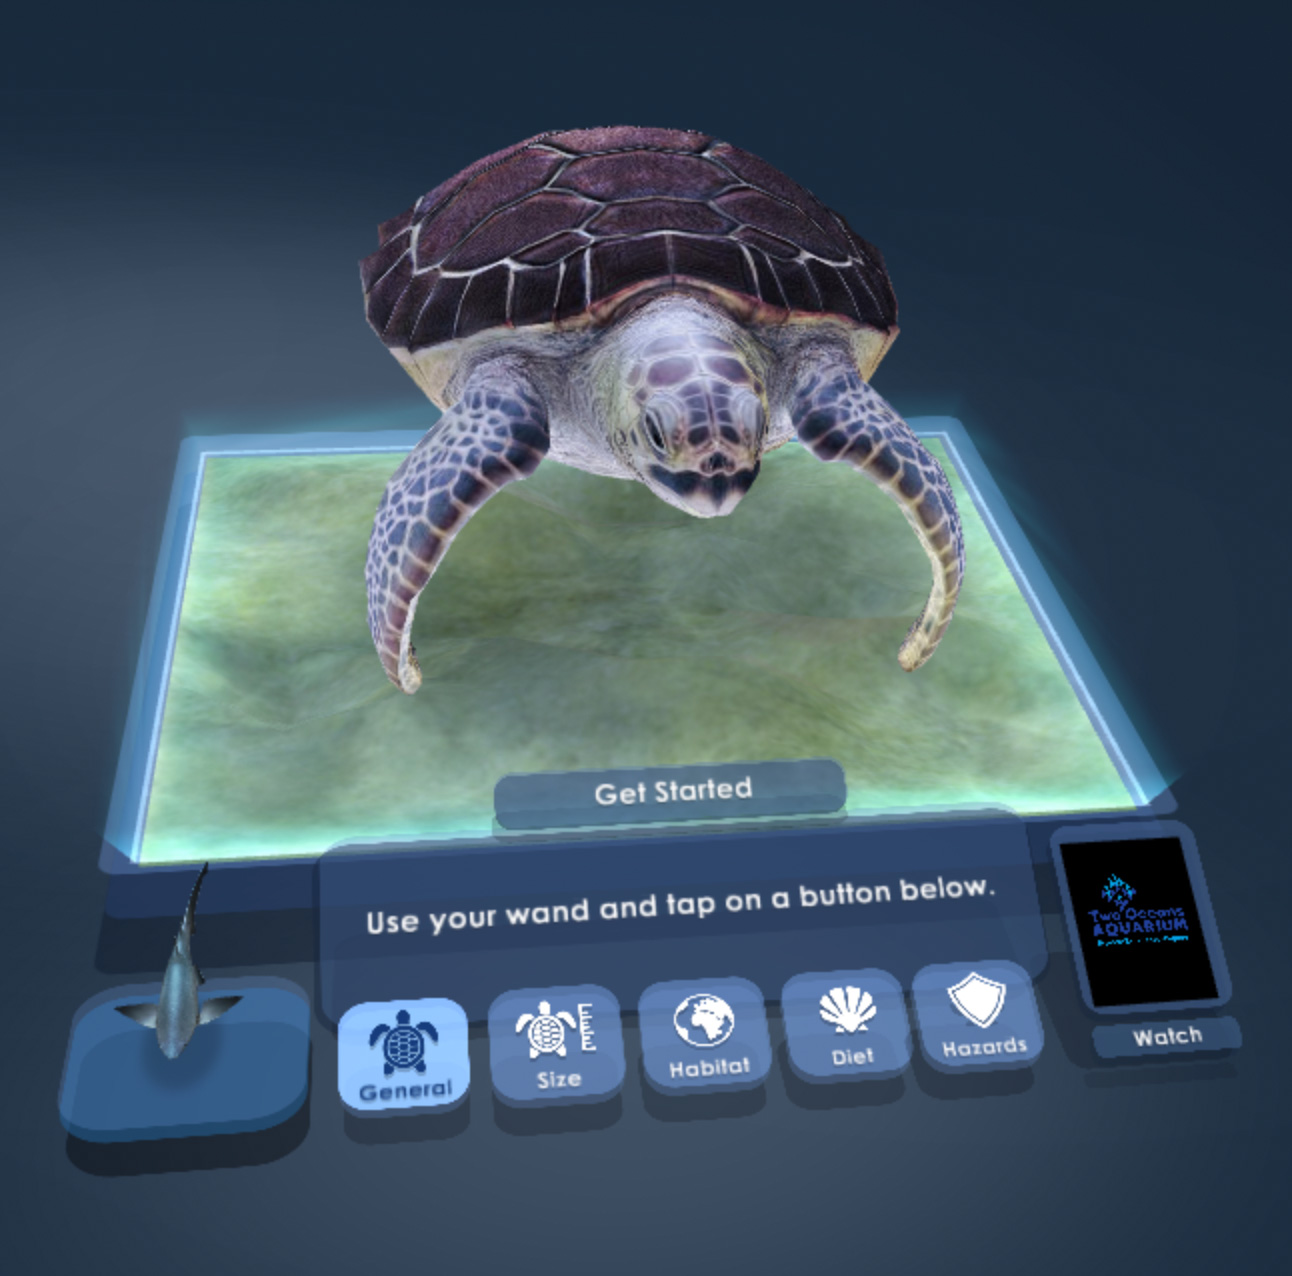 Get Started
Use your wand and tap on a button below.
General
Size
Habitat
Diet
Hazards
Two Oceans
AQUARIUM
Watch